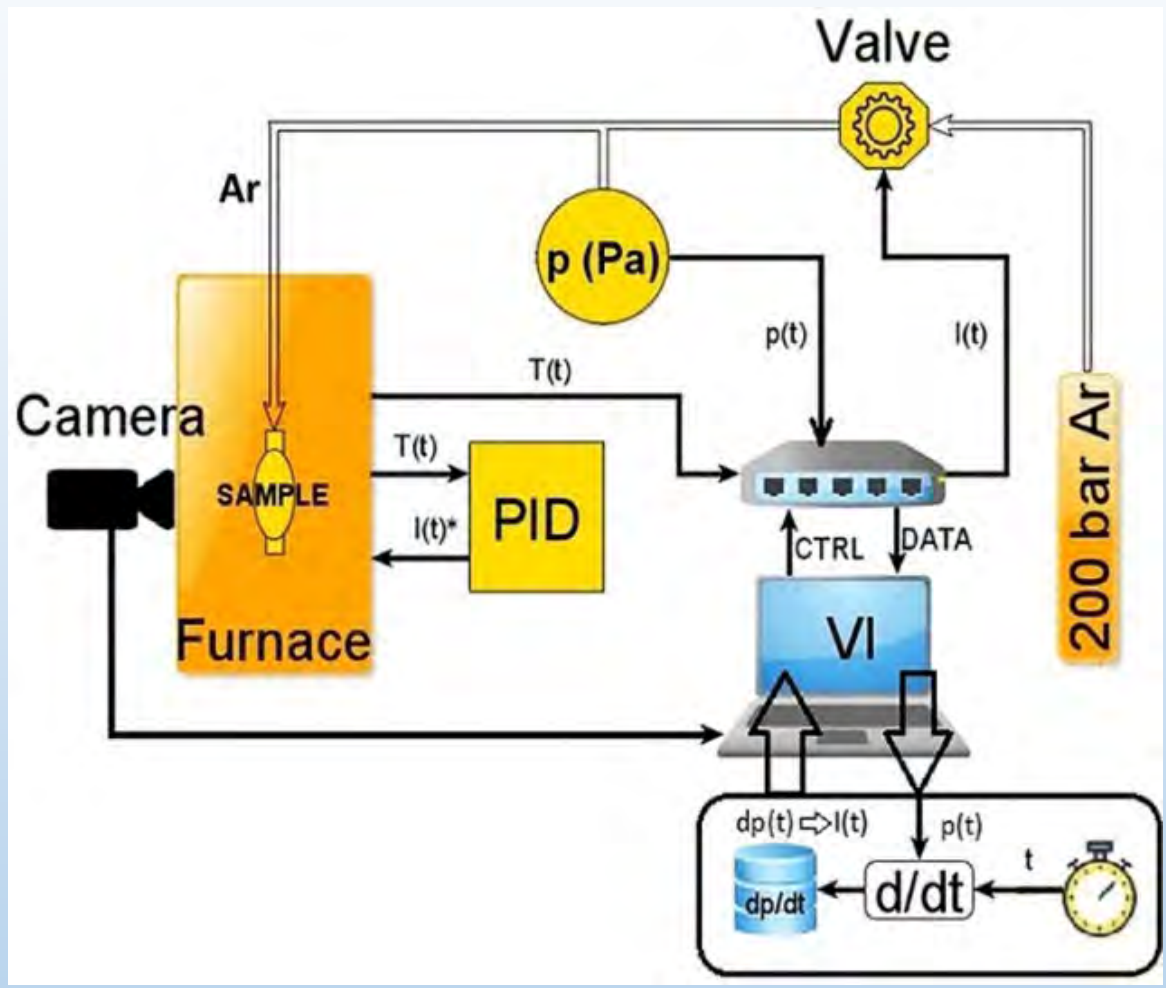 Valve
Ar
p (Pa)
p(t)
I(t)
T(t)
Camera
T(t)
SAMPLE
I(t)*
PID
Furnace
200 bar Ar
CTRL
DATA
VI
dp(t)⇨I(t)
p(t)
t
dp/dt
d/dt